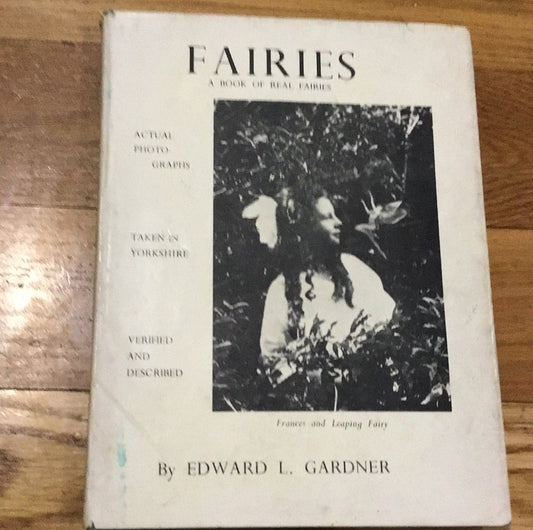 FAIRIES
A BOOK OF REAL FAIRIES
ACTUAL
PHOTO-
GRAPHS
TAKEN IN
YORKSHIRE
VERIFIED
AND
DESCRIBED
Frances and Leaping Fairy
By EDWARD L. GARDNER